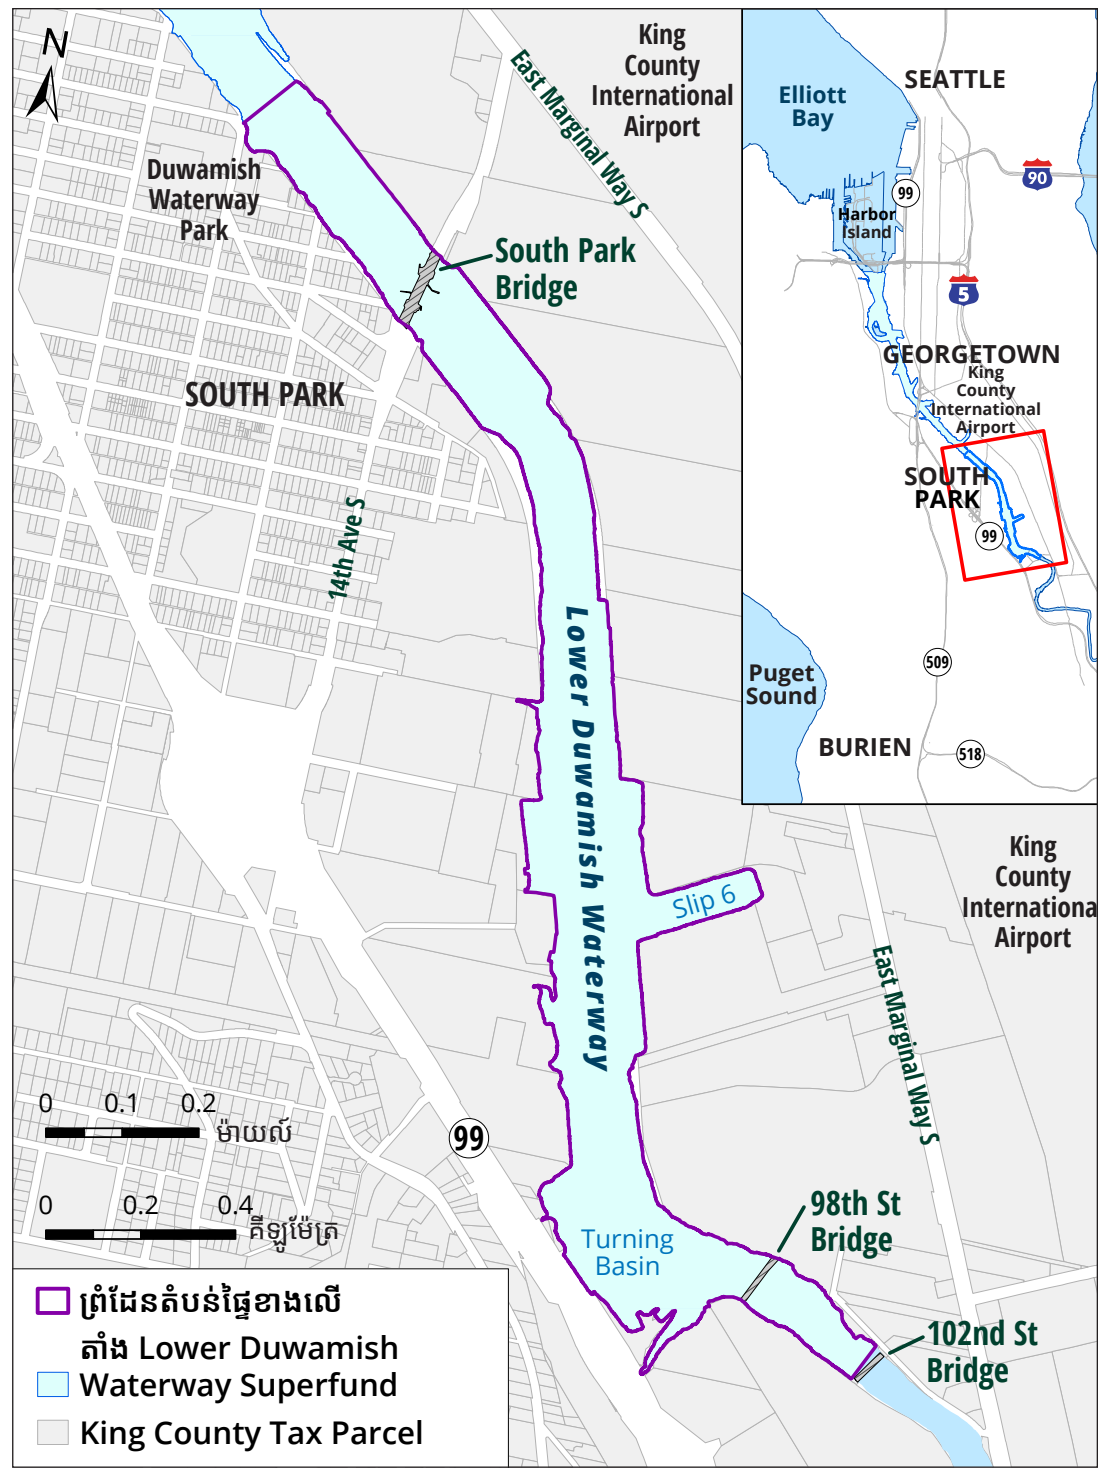 N
King
County
International
Airport
East Marginal Way S
Duwamish
Waterway
Park
South Park
Bridge
SOUTH PARK
14th Ave S
Lower Duwamish Waterway
Slip 6
King
County
Internationa
Airport
East Marginal Way S
99
Turning
Basin
98th St
Bridge
102nd St
Bridge
SEATTLE
Elliott
Bay
90
99
Harbor
Island
5
GEORGETOWN
King
County
International
Airport
SOUTH
PARK
99
509
Puget
Sound
BURIEN
518
0 0.1 0.2
ម៉ាយល៍
0 0.2 0.4
គីឡូម៉ែត្រ
ព្រំដែនតំបន់ផ្ទៃខាងលើ
តាំង Lower Duwamish
Waterway Superfund
King County Tax Parcel